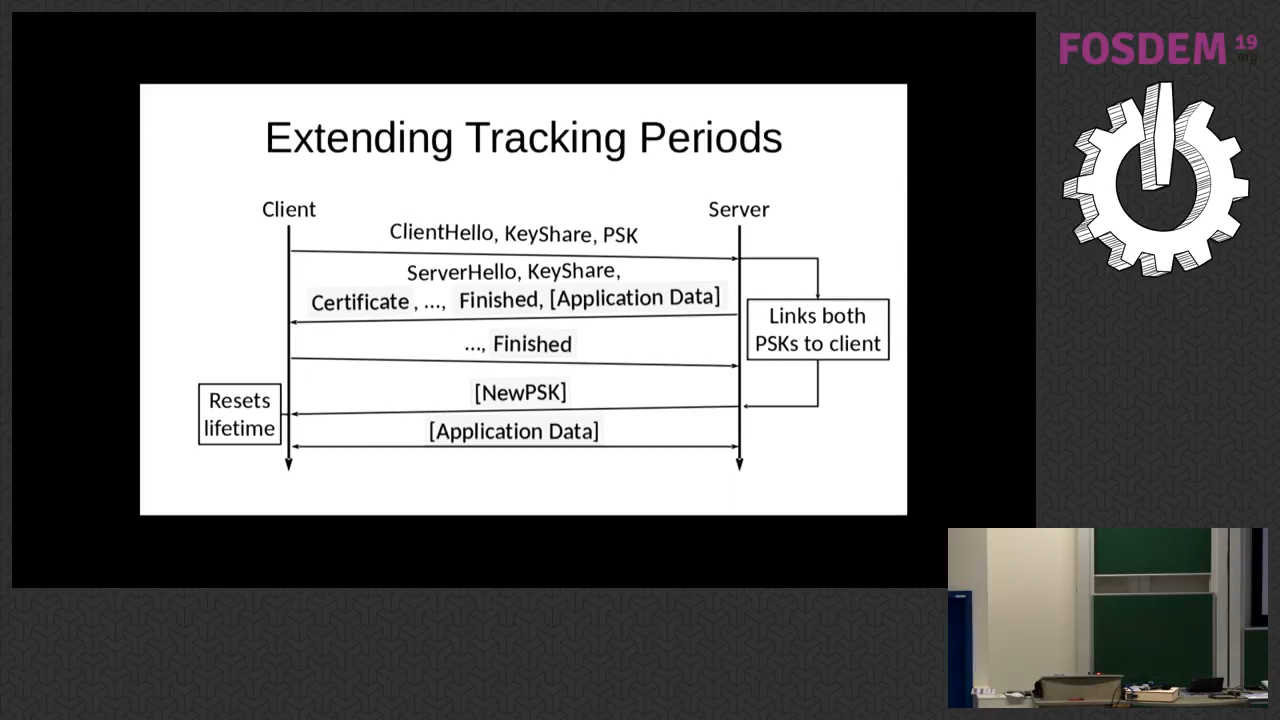 FOSDEM 19
.org
Extending Tracking Periods
Client
Server
ClientHello, KeyShare, PSK
ServerHello, KeyShare,
Certificate, ..., Finished, [Application Data]
Links both
PSKs to client
..., Finished
[NewPSK]
Resets
lifetime
[Application Data]